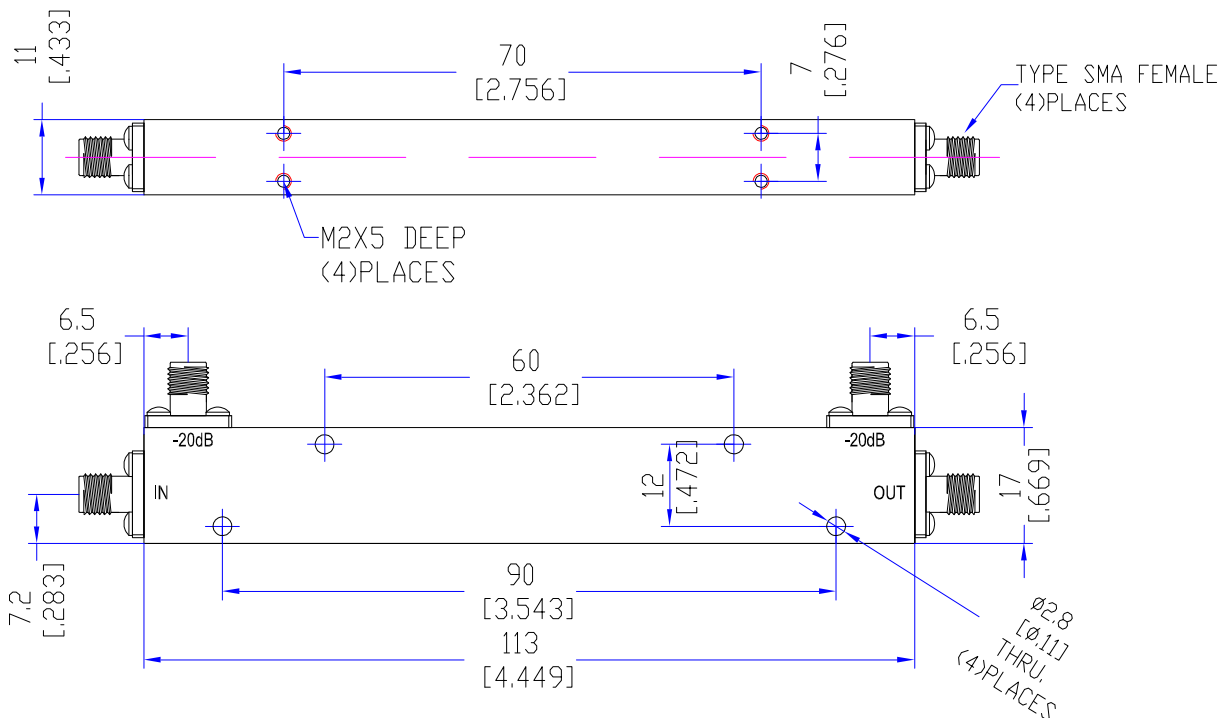 11
[.433]
70
[2.756]
7
[.276]
TYPE SMA FEMALE
(4)PLACES
M2X5 DEEP
(4)PLACES
6.5
[.256]
60
[2.362]
6.5
[.256]
-20dB
-20dB
IN
12
[.472]
OUT
17
[.669]
7.2
[.283]
90
[3.543]
113
[4.449]
ø2.8
[ø.11]
THRU,
(4)PLACES